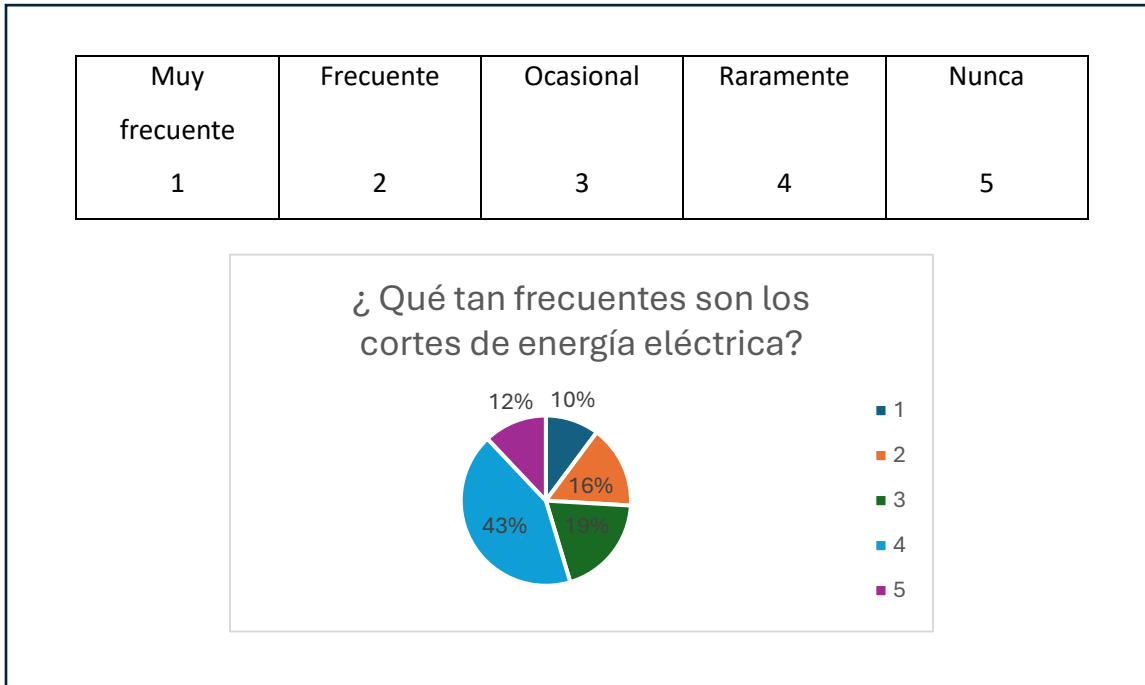 Muy frecuente 1
Frecuente 2
Ocasional 3
Raramente 4
Nunca 5
¿ Qué tan frecuentes son los
cortes de energía eléctrica?
12% 10%
16%
43% 19%
1
2
3
4
5